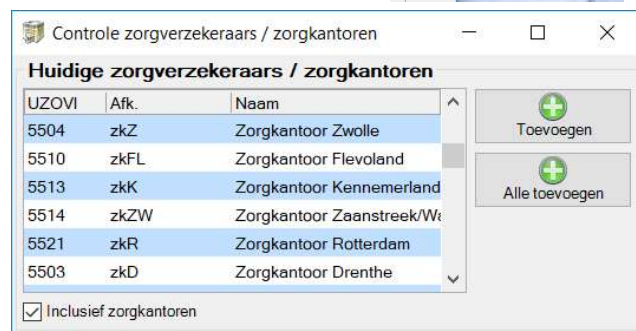 Controle zorgverzekeraars / zorgkantoren
Huidige zorgverzekeraars / zorgkantoren
UZOVI Afk. Naam
5504 zkZ Zorgkantoor Zwolle
5510 zkFL Zorgkantoor Flevoland
5513 zkK Zorgkantoor Kennemerland
5514 zkZW Zorgkantoor Zaanstreek/Wa
5521 zkR Zorgkantoor Rotterdam
5503 zkD Zorgkantoor Drenthe
Toevoegen
Alle toevoegen
Inclusief zorgkantoren